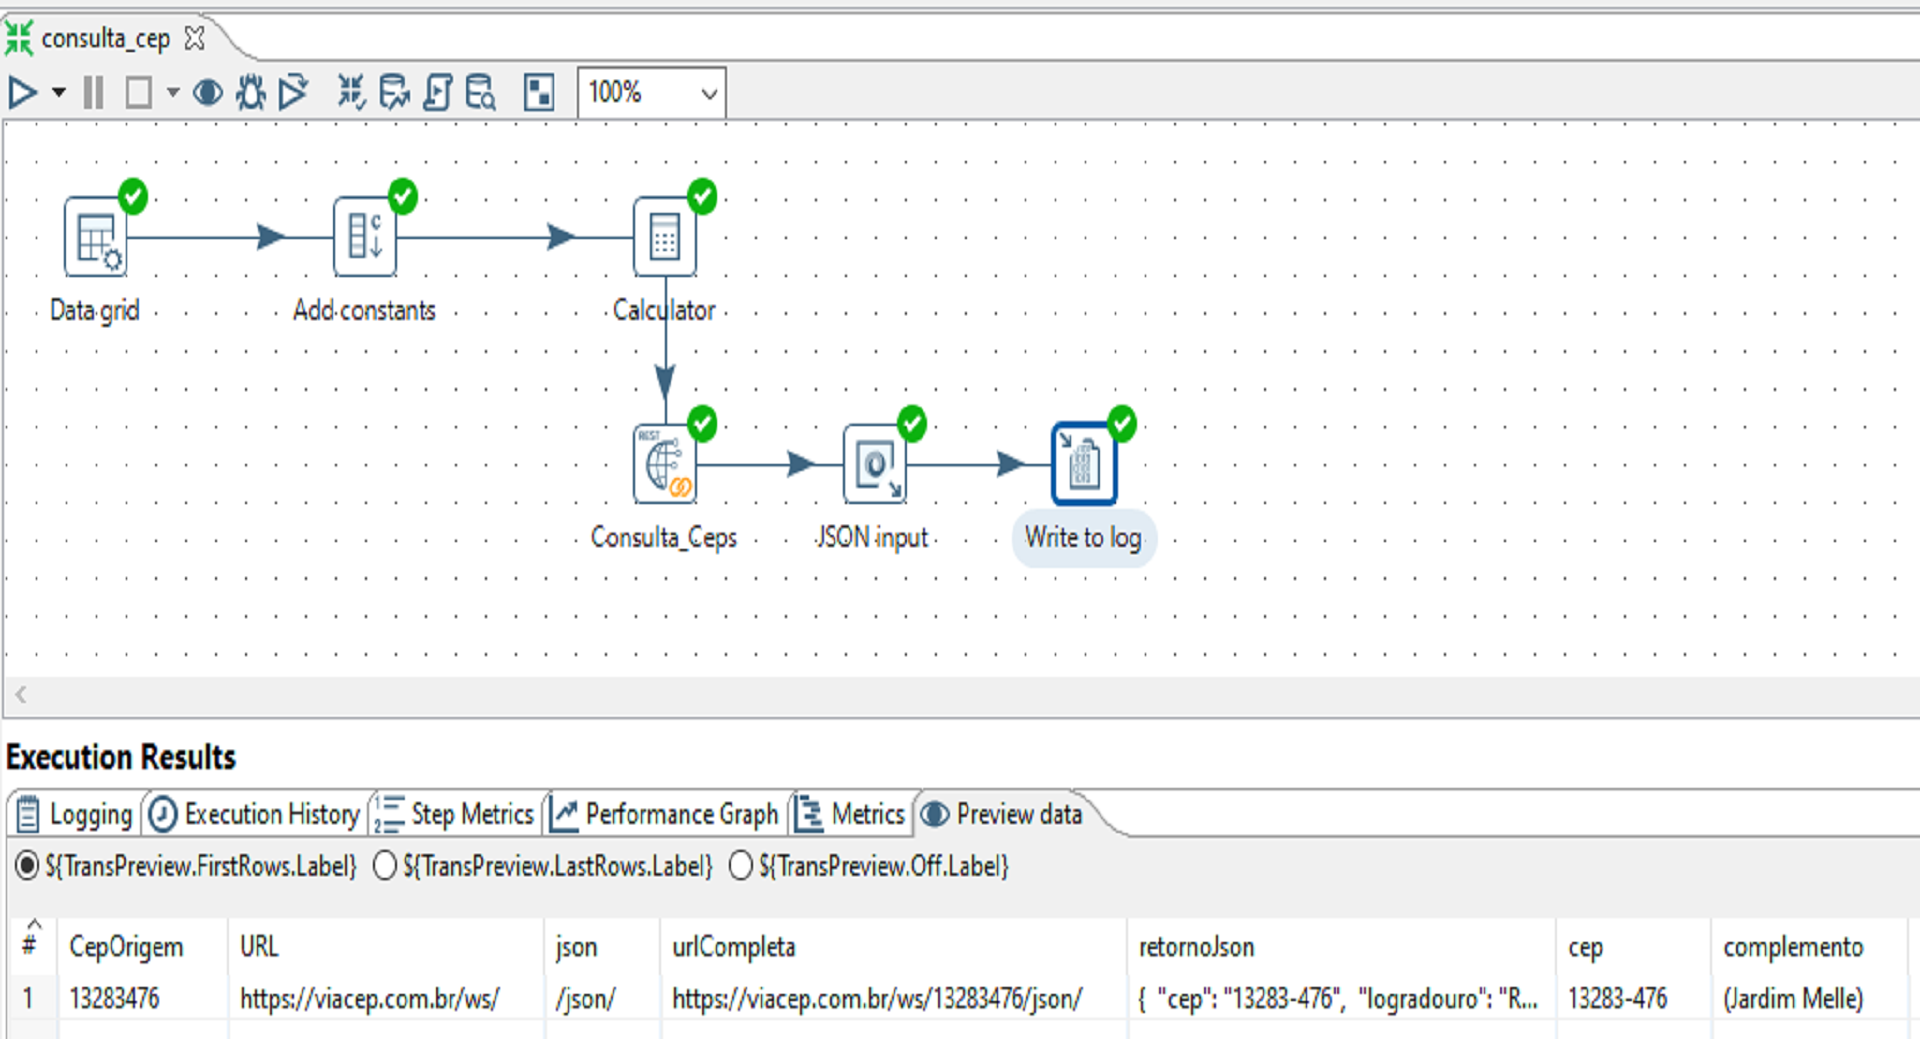 consulta_cep
100%
Data grid
Add constants
Calculator
REST
Consulta_Ceps
JSON input
Write to log
Execution Results
Logging Execution History Step Metrics Performance Graph Metrics Preview data
${TransPreview.FirstRows.Label} ${TransPreview.LastRows.Label} ${TransPreview.Off.Label}
# CepOrigem URL json urlCompleta retornoJson cep complemento
1 13283476 https://viacep.com.br/ws/ /json/ https://viacep.com.br/ws/13283476/json/ { "cep": "13283-476", "logradouro": "R... 13283-476 (Jardim Melle)